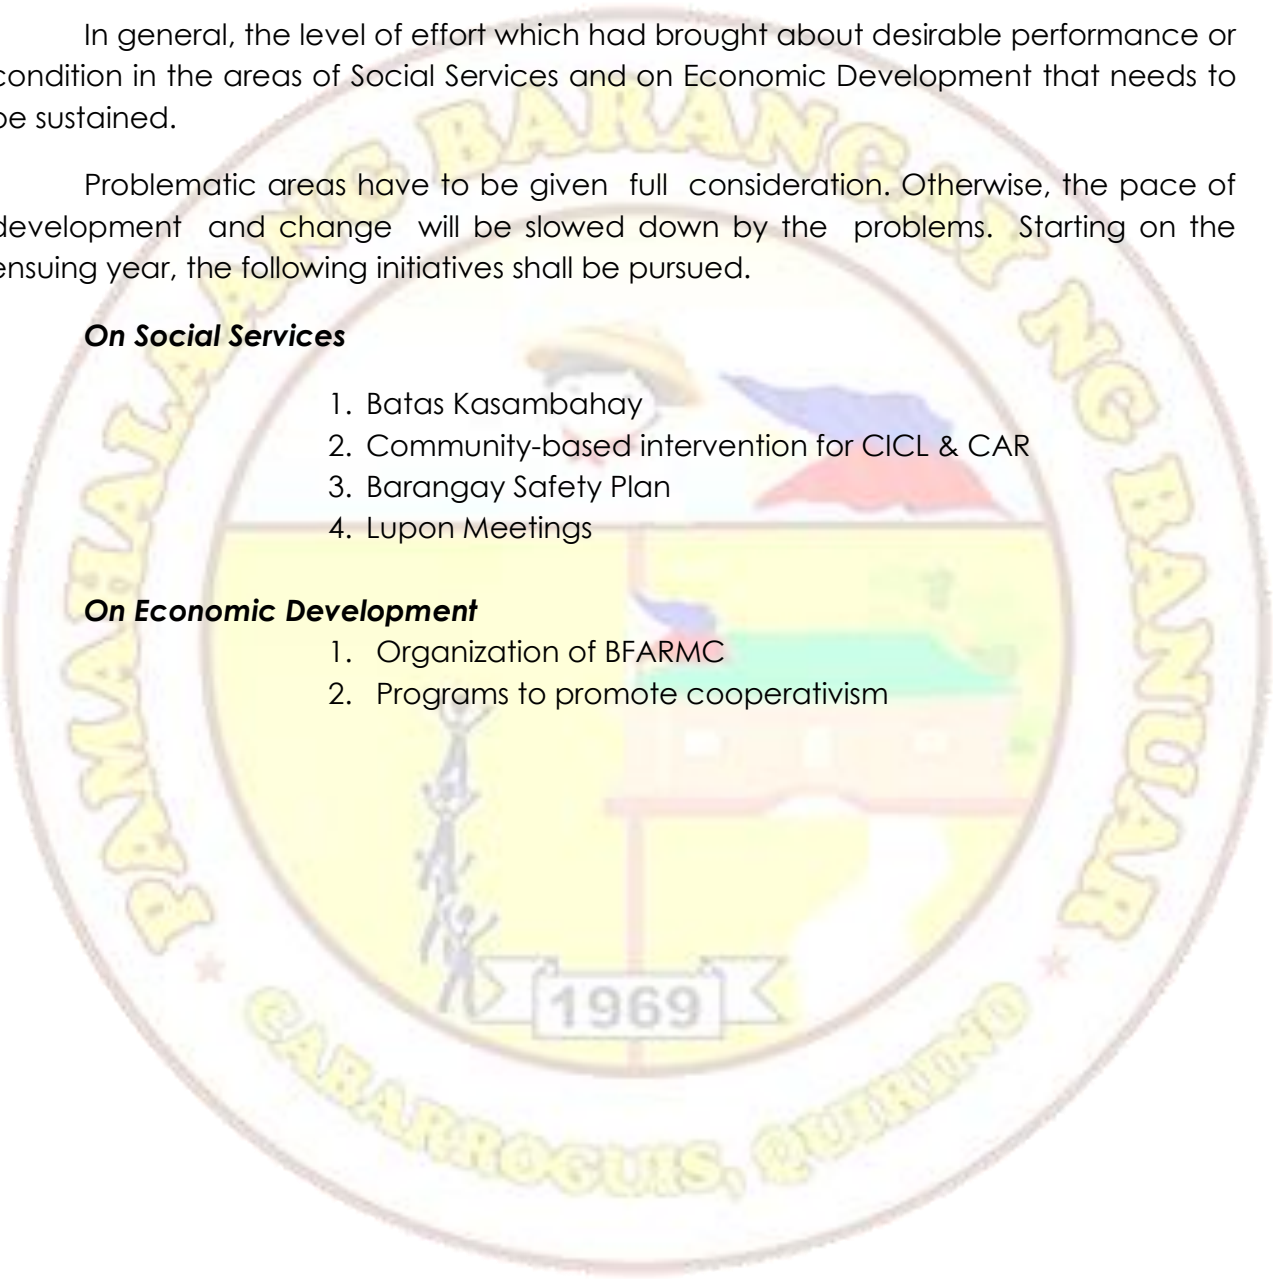 In general, the level of effort which had brought about desirable performance or
condition in the areas of Social Services and on Economic Development that needs to
be sustained.
Problematic areas have to be given full consideration. Otherwise, the pace of
development and change will be slowed down by the problems. Starting on the
ensuing year, the following initiatives shall be pursued.
On Social Services
1. Batas Kasambahay
2. Community-based intervention for CICL & CAR
3. Barangay Safety Plan
4. Lupon Meetings
On Economic Development
1. Organization of BFARMC
2. Programs to promote cooperativism
PAMAHALAANG BARANGAY NG BANUAR
1969
CABARROGUIS, QUIRINO